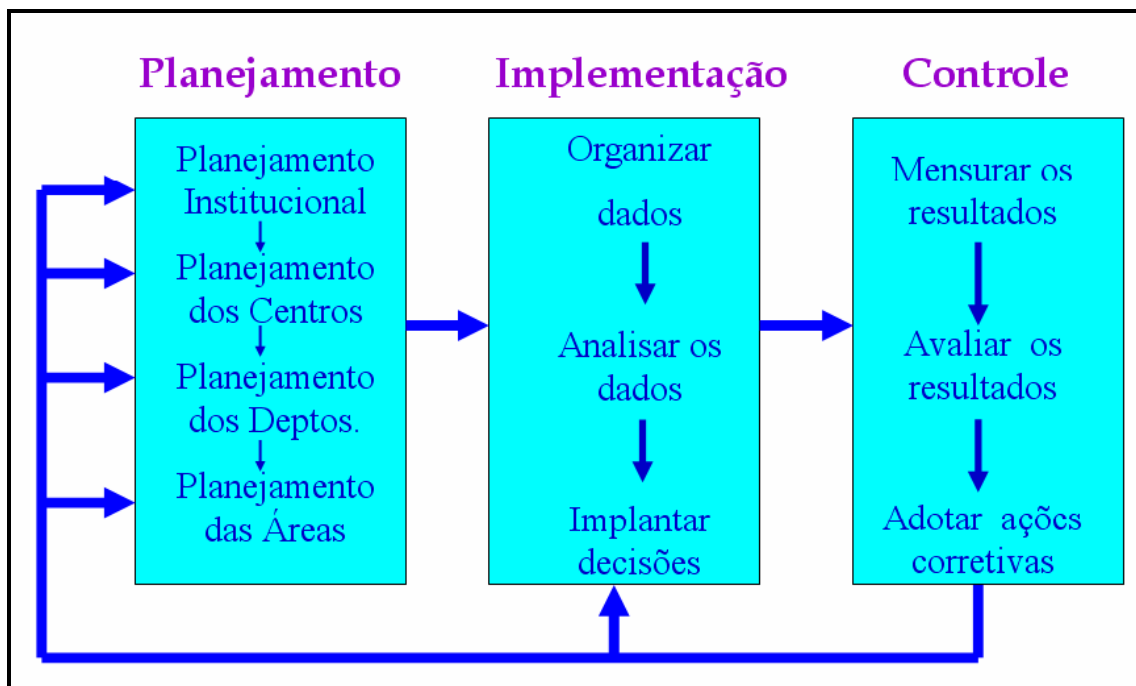 Planejamento
Planejamento
Institucional
Planejamento
dos Centros
Planejamento
dos Deptos.
Planejamento
das Áreas
Implementação
Organizar
dados
Analisar os
dados
Implantar
decisões
Controle
Mensurar os
resultados
Avaliar os
resultados
Adotar ações
corretivas